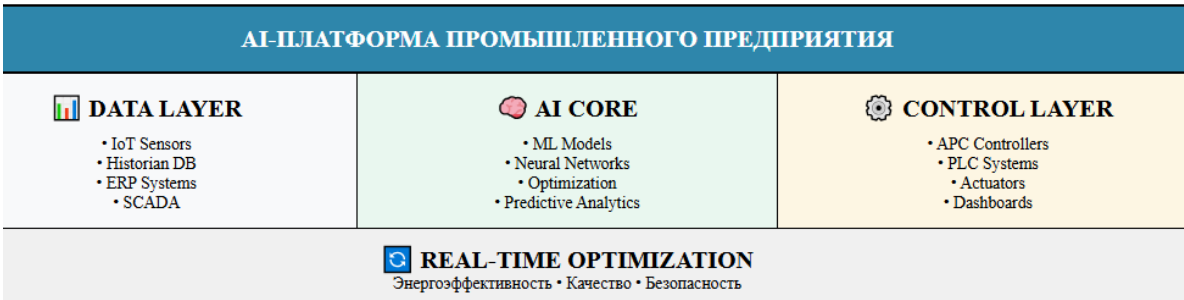 AI-ПЛАТФОРМА ПРОМЫШЛЕННОГО ПРЕДПРИЯТИЯ
DATA LAYER
• IoT Sensors
• Historian DB
• ERP Systems
• SCADA
AI CORE
• ML Models
• Neural Networks
• Optimization
• Predictive Analytics
CONTROL LAYER
• APC Controllers
• PLC Systems
• Actuators
• Dashboards
REAL-TIME OPTIMIZATION
Энергоэффективность • Качество • Безопасность